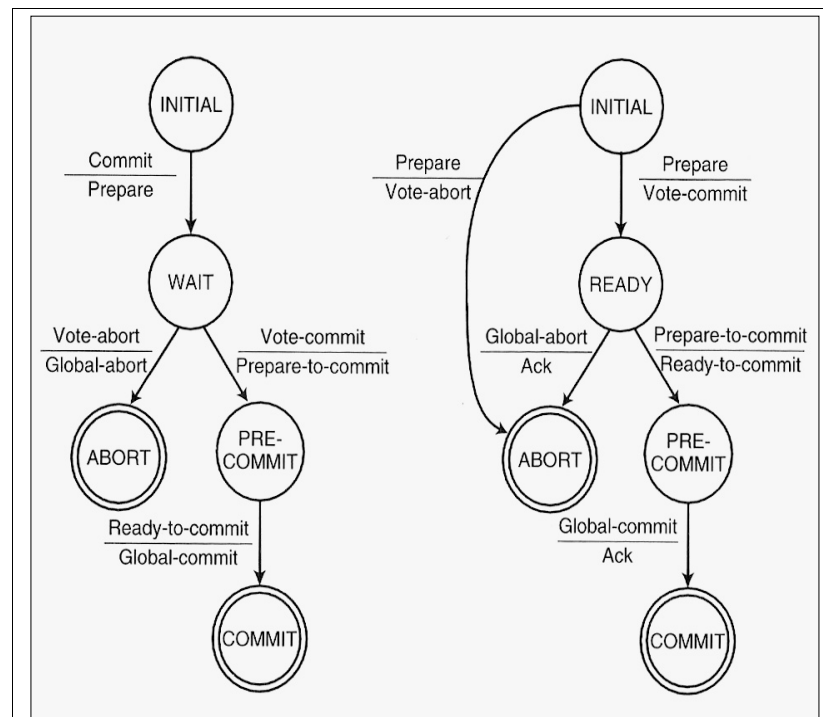 INITIAL
Commit
Prepare
WAIT
Vote-abort
Global-abort
Vote-commit
Prepare-to-commit
ABORT
PRE-
COMMIT
Ready-to-commit
Global-commit
COMMIT
INITIAL
Prepare
Vote-abort
Prepare
Vote-commit
READY
Global-abort
Ack
Prepare-to-commit
Ready-to-commit
ABORT
PRE-
COMMIT
Global-commit
Ack
COMMIT